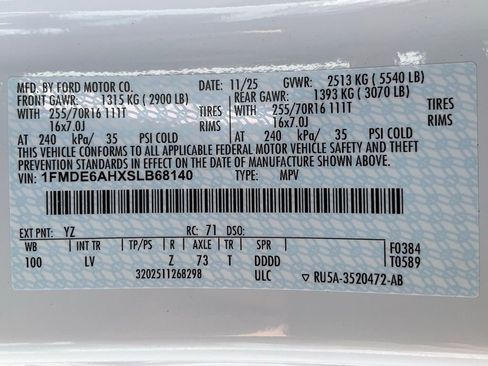 MFD. BY FORD MOTOR CO. DATE: 11/25 GVWR: 2513 KG ( 5540 LB)
FRONT GAWR: 1315 KG ( 2900 LB) REAR GAWR: 1393 KG ( 3070 LB)
WITH 255/70R16 111T TIRES WITH 255/70R16 111T TIRES
16x7.0J RIMS 16x7.0J RIMS
AT 240 kPa/ 35 PSI COLD AT 240 kPa/ 35 PSI COLD
THIS VEHICLE CONFORMS TO ALL APPLICABLE FEDERAL MOTOR VEHICLE SAFETY AND THEFT
PREVENTION STANDARDS IN EFFECT ON THE DATE OF MANUFACTURE SHOWN ABOVE.
VIN: 1FMDE6AHXSLB68140 TYPE: MPV
EXT PNT: YZ RC: 71 DSO:
WB INT TR TP/PS R AXLE TR SPR F0384
100 LV Z 73 T DDDD T0589
3202511268298 ULC ▽ RU5A-3520472-AB